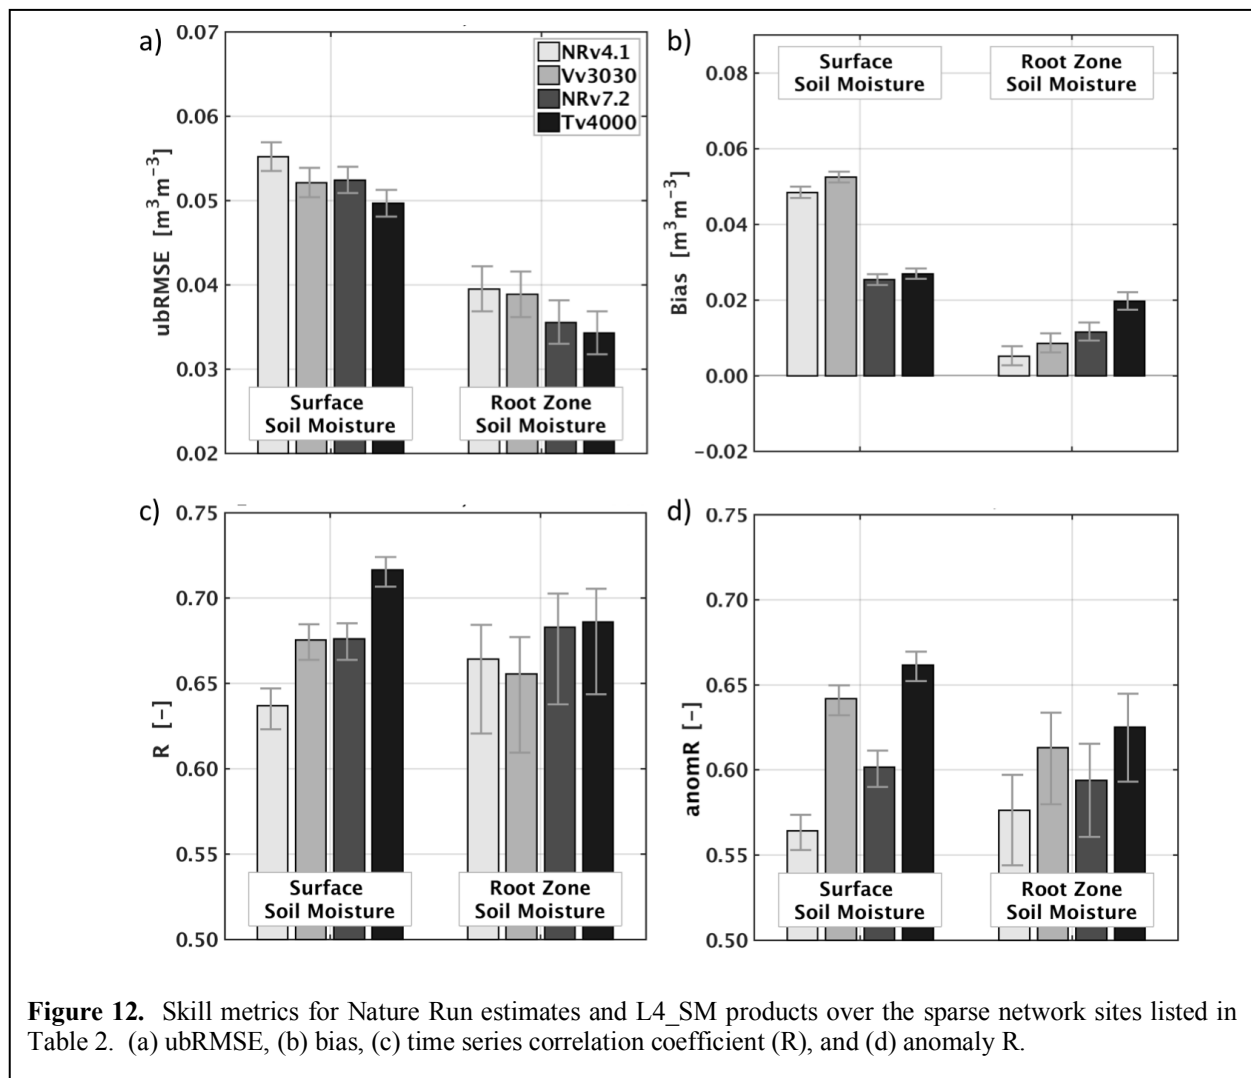 a)
0.07
0.06
0.05
0.04
0.03
0.02
ubRMSE [m³m⁻³]
NRv4.1
Vv3030
NRv7.2
Tv4000
Surface
Soil Moisture
Root Zone
Soil Moisture
b)
0.08
0.06
0.04
0.02
0.00
−0.02
Bias [m³m⁻³]
Surface
Soil Moisture
Root Zone
Soil Moisture
c)
0.75
0.70
0.65
0.60
0.55
0.50
R [−]
Surface
Soil Moisture
Root Zone
Soil Moisture
d)
0.75
0.70
0.65
0.60
0.55
0.50
anomR [−]
Surface
Soil Moisture
Root Zone
Soil Moisture
Figure 12. Skill metrics for Nature Run estimates and L4_SM products over the sparse network sites listed in
Table 2. (a) ubRMSE, (b) bias, (c) time series correlation coefficient (R), and (d) anomaly R.